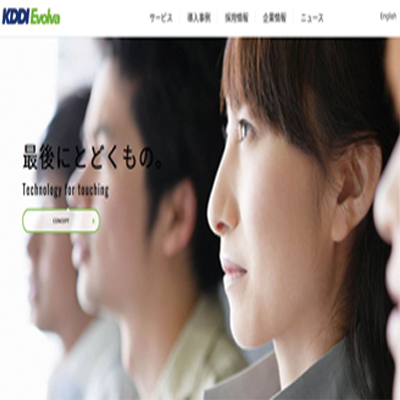 KDDI Evolva
サービス 導入事例 採用情報 企業情報 ニュース English
最後にとどくもの。
Technology for touching
CONCEPT